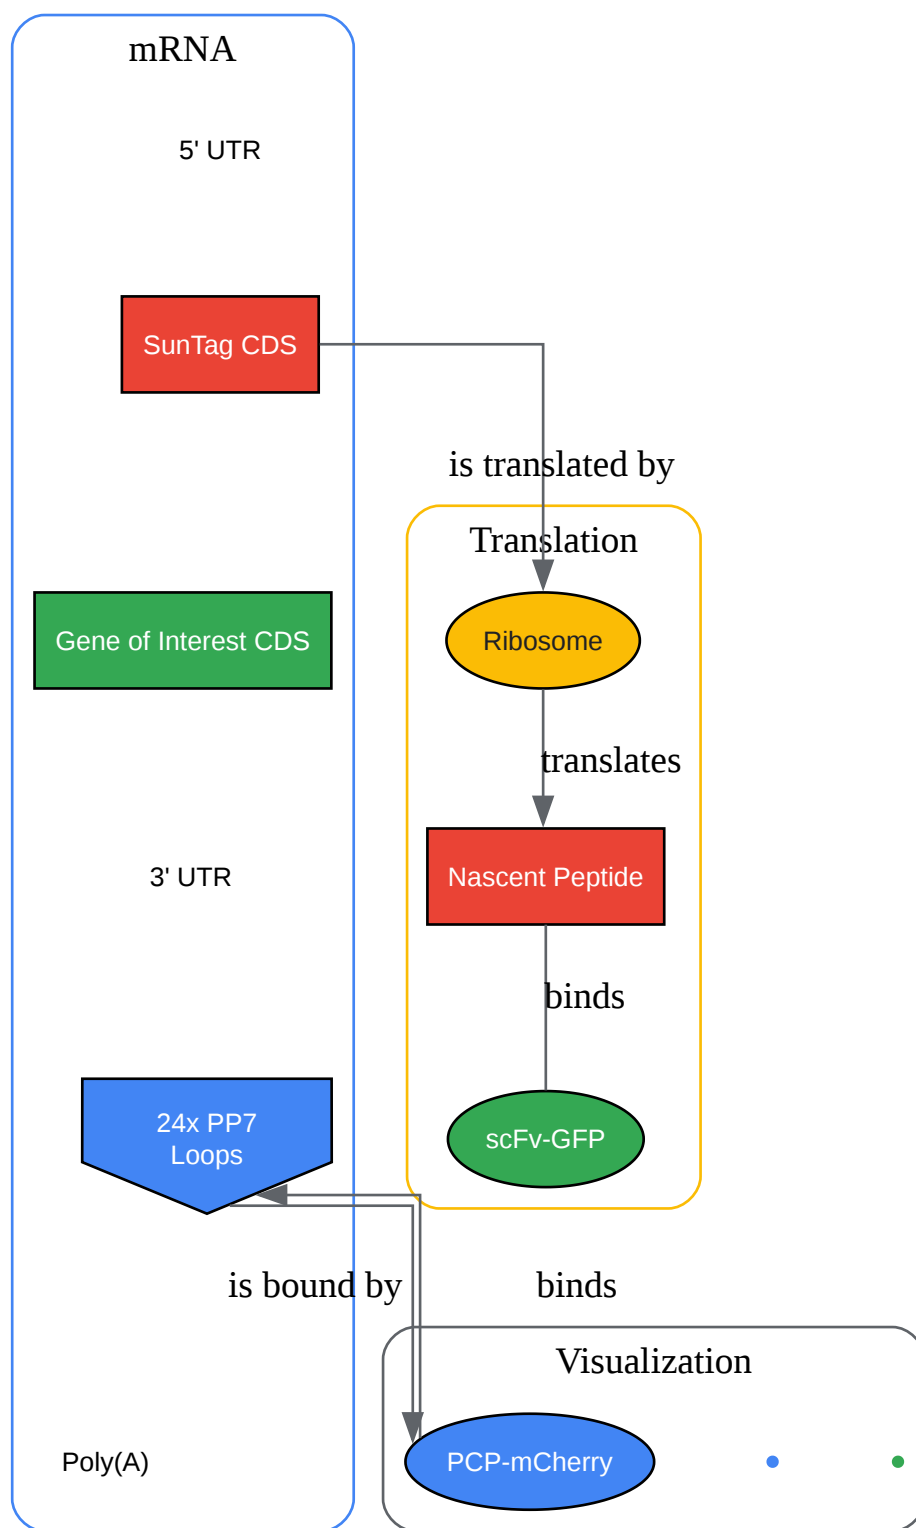 mRNA
5' UTR
SunTag CDS
is translated by
Translation
Gene of Interest CDS
Ribosome
translates
3' UTR
Nascent Peptide
binds
24x PP7
Loops
scFv-GFP
is bound by
binds
Visualization
Poly(A)
PCP-mCherry